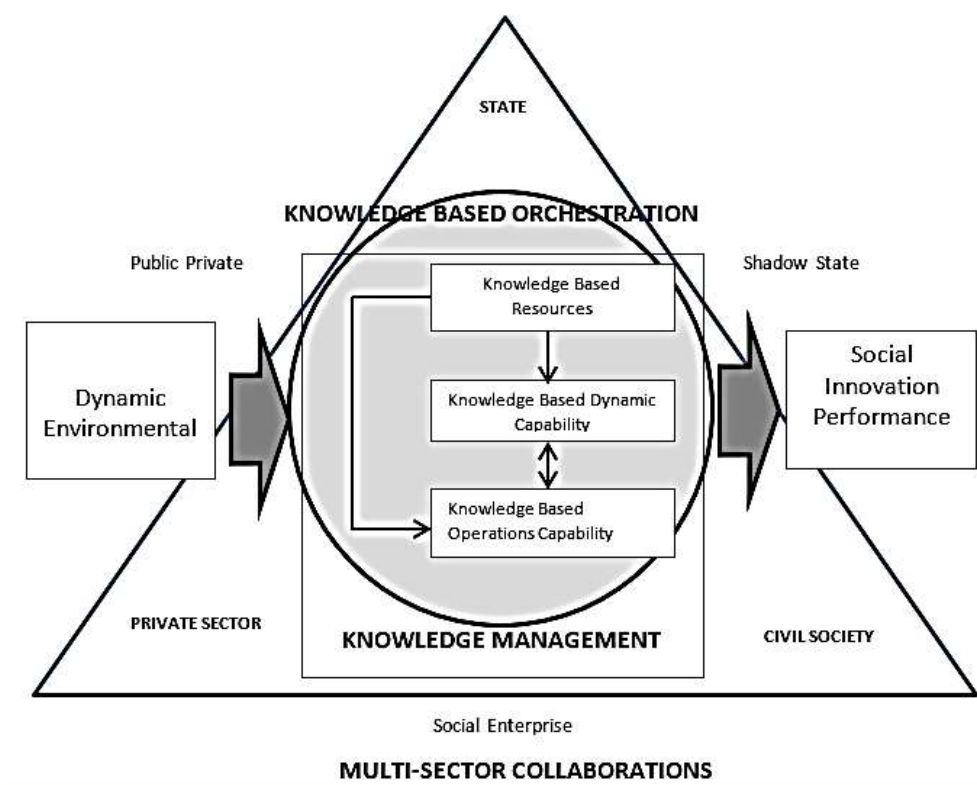 STATE
KNOWLEDGE BASED ORCHESTRATION
Public Private
Shadow State
Knowledge Based
Resources
Dynamic
Environmental
Knowledge Based Dynamic
Capability
Social
Innovation
Performance
Knowledge Based
Operations Capability
PRIVATE SECTOR
KNOWLEDGE MANAGEMENT
CIVIL SOCIETY
Social Enterprise
MULTI-SECTOR COLLABORATIONS